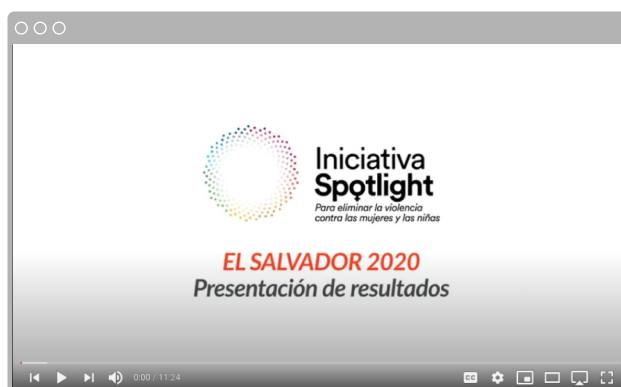 Iniciativa
Spotlight
Para eliminar la violencia
contra las mujeres y las niñas
EL SALVADOR 2020
Presentación de resultados
0:00 / 11:24
CC